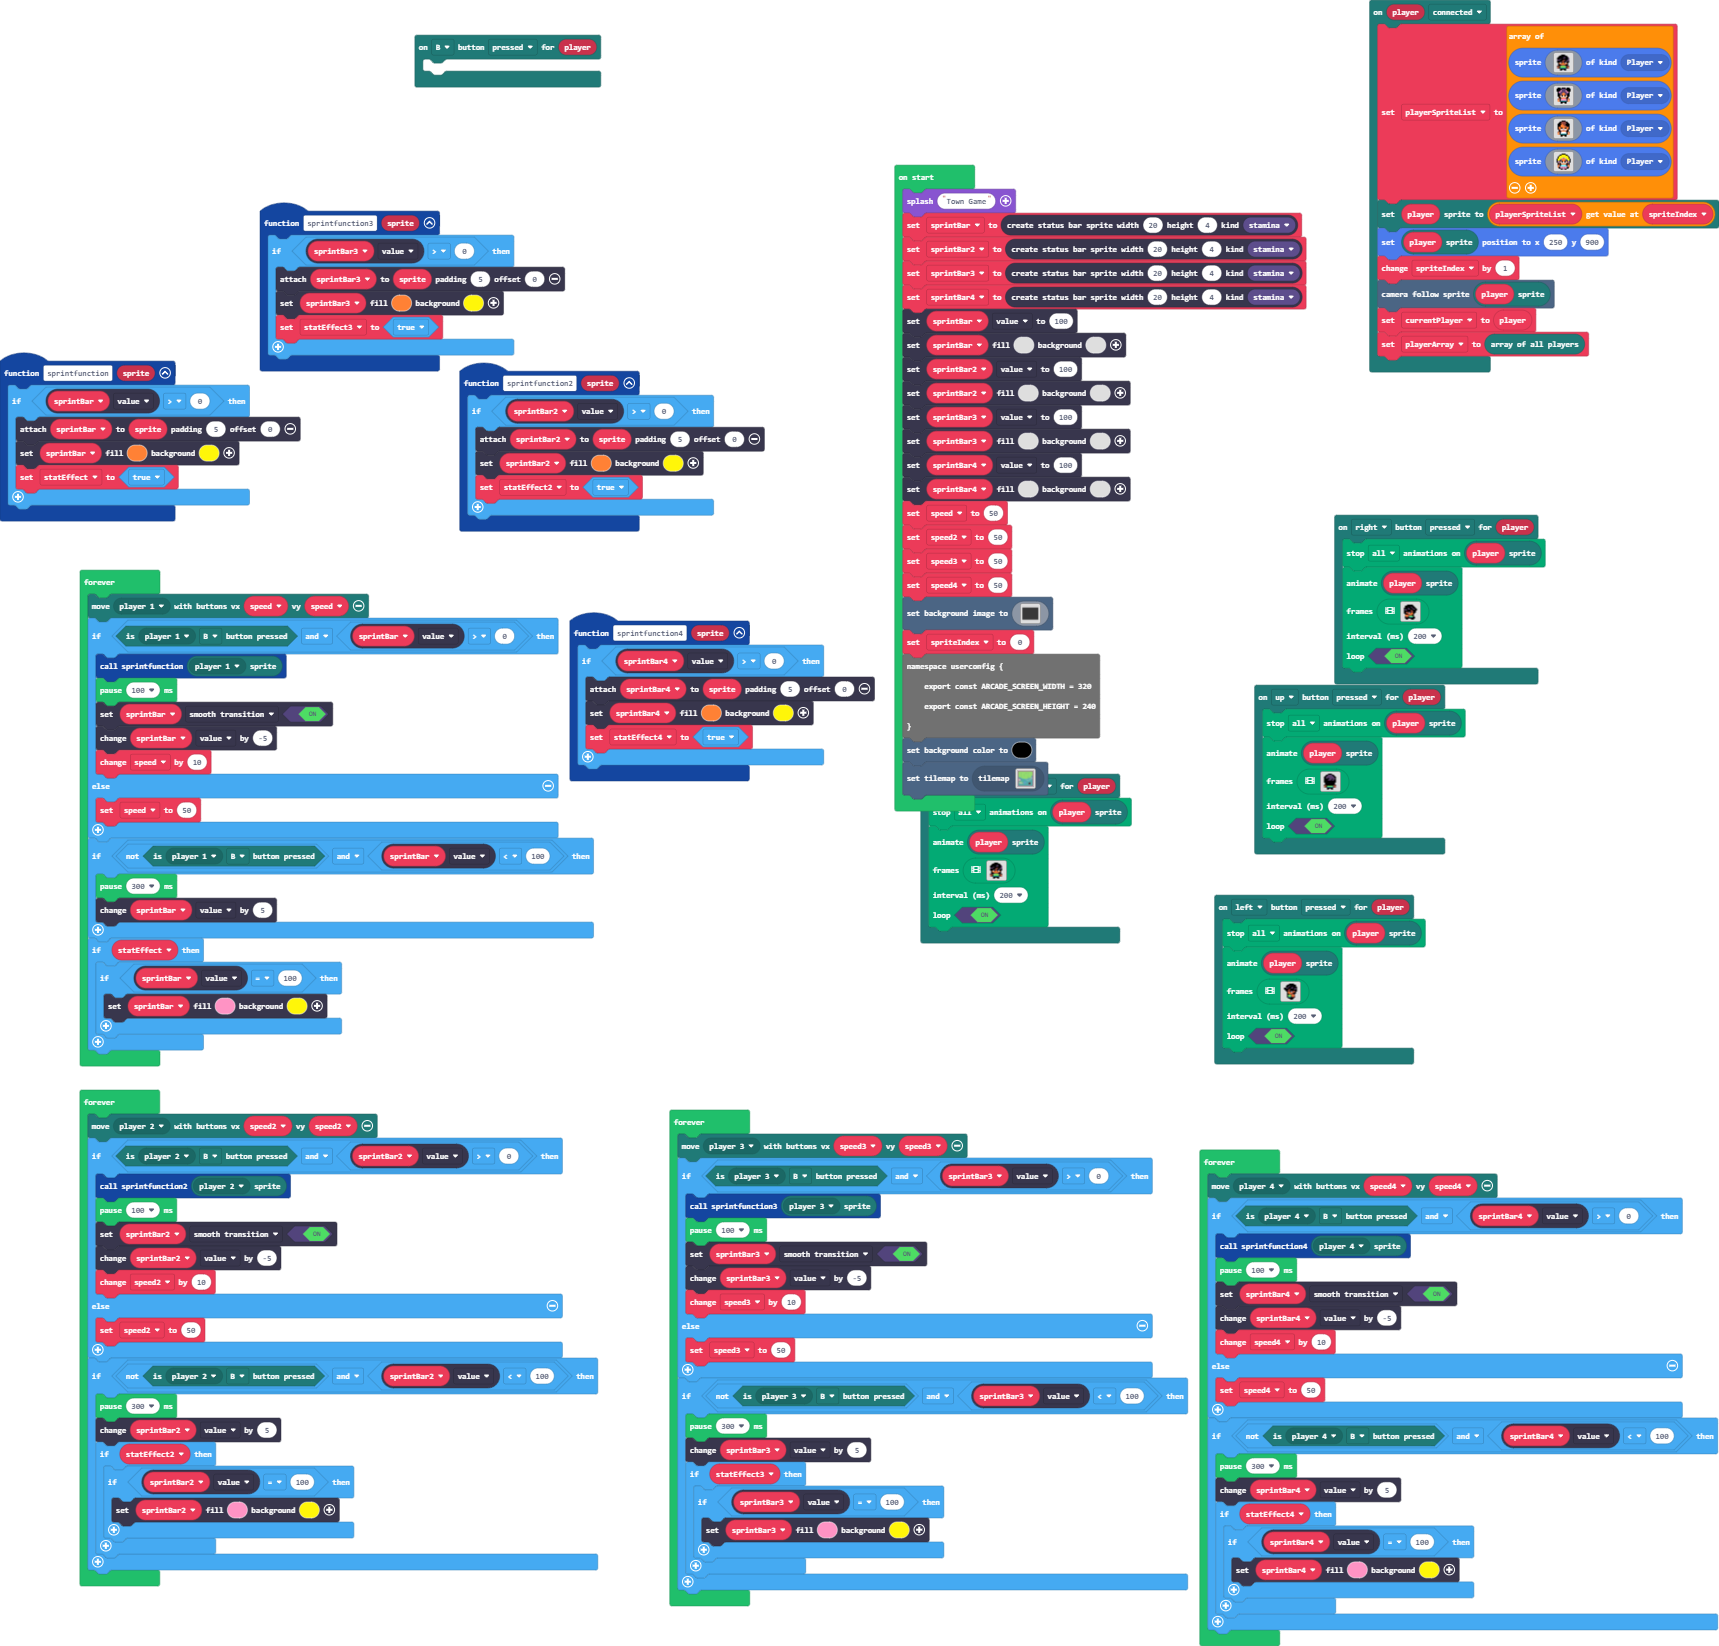 on B button pressed for player
function sprintfunction3 sprite
if sprintBar3 value > 0 then
attach sprintBar3 to sprite padding 5 offset 0
set sprintBar3 fill background
set statEffect3 to true
function sprintfunction sprite
if sprintBar value > 0 then
attach sprintBar to sprite padding 5 offset 0
set sprintBar fill background
set statEffect to true
function sprintfunction2 sprite
if sprintBar2 value > 0 then
attach sprintBar2 to sprite padding 5 offset 0
set sprintBar2 fill background
set statEffect2 to true
function sprintfunction4 sprite
if sprintBar4 value > 0 then
attach sprintBar4 to sprite padding 5 offset 0
set sprintBar4 fill background
set statEffect4 to true
on start
splash "Town Game"
set sprintBar to create status bar sprite width 20 height 4 kind stamina
set sprintBar2 to create status bar sprite width 20 height 4 kind stamina
set sprintBar3 to create status bar sprite width 20 height 4 kind stamina
set sprintBar4 to create status bar sprite width 20 height 4 kind stamina
set sprintBar value to 100
set sprintBar fill background
set sprintBar2 value to 100
set sprintBar2 fill background
set sprintBar3 value to 100
set sprintBar3 fill background
set sprintBar4 value to 100
set sprintBar4 fill background
set speed to 50
set speed2 to 50
set speed3 to 50
set speed4 to 50
set background image to
set spriteIndex to 0
namespace userconfig {
export const ARCADE_SCREEN_WIDTH = 320
export const ARCADE_SCREEN_HEIGHT = 240
}
set background color to
set tilemap to tilemap
for player
stop all animations on player sprite
animate player sprite
frames
interval (ms) 200
loop ON
on player connected
set playerSpriteList to
array of
sprite of kind Player
sprite of kind Player
sprite of kind Player
sprite of kind Player
set player sprite to playerSpriteList get value at spriteIndex
set player sprite position to x 250 y 900
change spriteIndex by 1
camera follow sprite player sprite
set currentPlayer to player
set playerArray to array of all players
on right button pressed for player
stop all animations on player sprite
animate player sprite
frames
interval (ms) 200
loop ON
on up button pressed for player
stop all animations on player sprite
animate player sprite
frames
interval (ms) 200
loop ON
on left button pressed for player
stop all animations on player sprite
animate player sprite
frames
interval (ms) 200
loop ON
forever
move player 1 with buttons vx speed vy speed
if is player 1 B button pressed and sprintBar value > 0 then
call sprintfunction player 1 sprite
pause 100 ms
set sprintBar smooth transition ON
change sprintBar value by -5
change speed by 10
else
set speed to 50
if not is player 1 B button pressed and sprintBar value < 100 then
pause 300 ms
change sprintBar value by 5
if statEffect then
if sprintBar value = 100 then
set sprintBar fill background
forever
move player 2 with buttons vx speed2 vy speed2
if is player 2 B button pressed and sprintBar2 value > 0 then
call sprintfunction2 player 2 sprite
pause 100 ms
set sprintBar2 smooth transition ON
change sprintBar2 value by -5
change speed2 by 10
else
set speed2 to 50
if not is player 2 B button pressed and sprintBar2 value < 100 then
pause 300 ms
change sprintBar2 value by 5
if statEffect2 then
if sprintBar2 value = 100 then
set sprintBar2 fill background
forever
move player 3 with buttons vx speed3 vy speed3
if is player 3 B button pressed and sprintBar3 value > 0 then
call sprintfunction3 player 3 sprite
pause 100 ms
set sprintBar3 smooth transition ON
change sprintBar3 value by -5
change speed3 by 10
else
set speed3 to 50
if not is player 3 B button pressed and sprintBar3 value < 100 then
pause 300 ms
change sprintBar3 value by 5
if statEffect3 then
if sprintBar3 value = 100 then
set sprintBar3 fill background
forever
move player 4 with buttons vx speed4 vy speed4
if is player 4 B button pressed and sprintBar4 value > 0 then
call sprintfunction4 player 4 sprite
pause 100 ms
set sprintBar4 smooth transition ON
change sprintBar4 value by -5
change speed4 by 10
else
set speed4 to 50
if not is player 4 B button pressed and sprintBar4 value < 100 then
pause 300 ms
change sprintBar4 value by 5
if statEffect4 then
if sprintBar4 value = 100 then
set sprintBar4 fill background